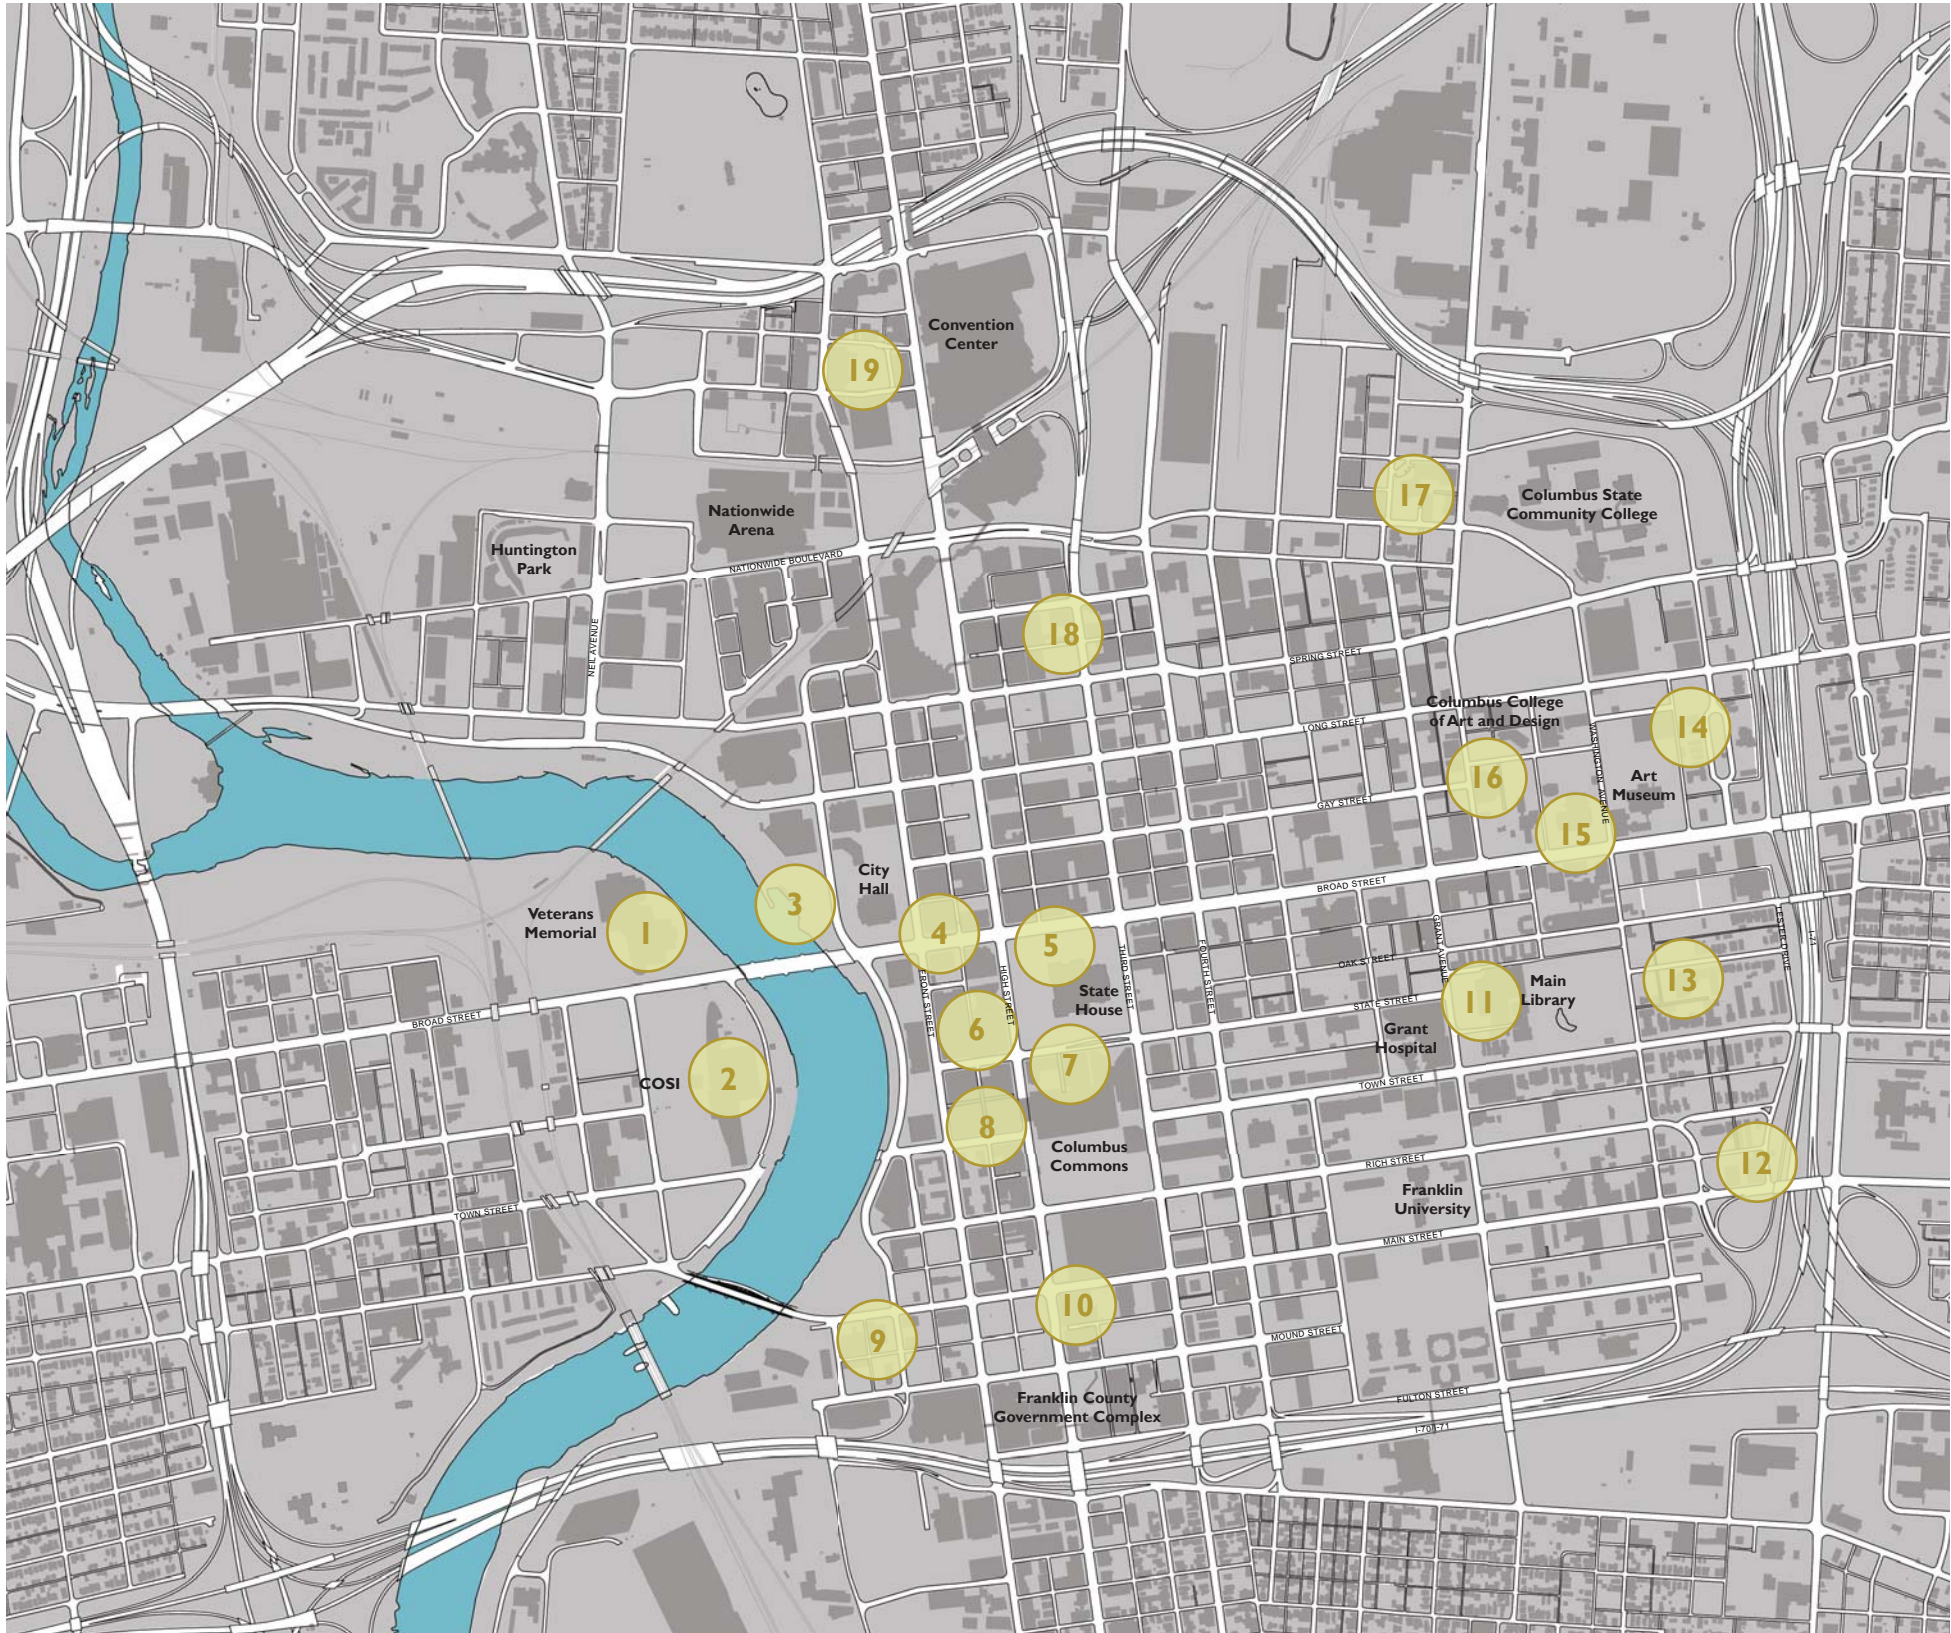 Convention
Center
19
17
Columbus State
Community College
Nationwide
Arena
Huntington
Park
NATIONWIDE BOULEVARD
NEIL AVENUE
18
SPRING STREET
Columbus College
of Art and Design
LONG STREET
WASHINGTON AVENUE
14
16
Art
Museum
GAY STREET
15
City
Hall
BROAD STREET
3
Veterans
Memorial
1
4
5
THIRD STREET
FOURTH STREET
GRANT AVENUE
LESTER DRIVE
I-71
OAK STREET
FRONT STREET
HIGH STREET
State
House
Main
Library
13
STATE STREET
11
BROAD STREET
6
Grant
Hospital
7
COSI
2
TOWN STREET
8
Columbus
Commons
RICH STREET
12
Franklin
University
TOWN STREET
MAIN STREET
10
9
MOUND STREET
Franklin County
Government Complex
FULTON STREET
I-70/I-71